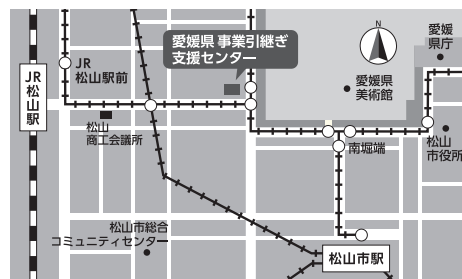 愛媛県 事業引継ぎ
支援センター
N
愛媛
県庁
JR
松山駅前
JR松山駅
愛媛県
美術館
松山
商工会議所
南堀端
松山
市役所
松山市総合
コミュニティセンター
松山市駅